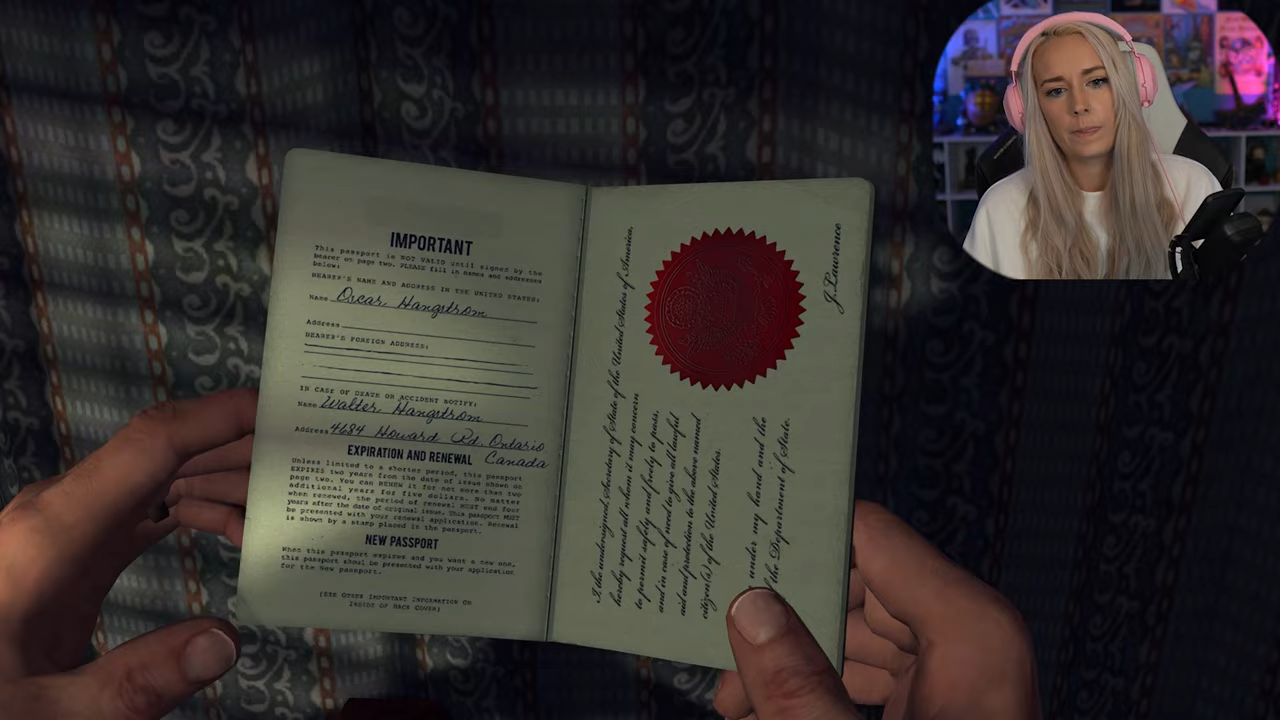 IMPORTANT
This passport is NOT VALID until signed by the
bearer on page two. PLEASE fill in names and addresses
below:
BEARER'S NAME AND ADDRESS IN THE UNITED STATES:
Name Oscar Hangstrom
Address
BEARER'S FOREIGN ADDRESS:
IN CASE OF DEATH OR ACCIDENT NOTIFY:
Name Walter Hangstrom
Address 4684 Howard Rd. Ontario
Canada
EXPIRATION AND RENEWAL
Unless limited to a shorter period, this passport
EXPIRES two years from the date of issue shown on
page two. You can RENEW it for not more than two
additional years for five dollars. No matter
when renewed, the period of renewal MUST end four
years after the date of original issue. This passport MUST
be presented with your renewal application. Renewal
is shown by a stamp placed in the passport.
NEW PASSPORT
When this passport expires and you want a new one,
this passport shoul be presented with your application
for the New passport.
(SEE OTHER IMPORTANT INFORMATION ON
INSIDE OF BACK COVER)
I, the undersigned, Secretary of State of the United States of America,
hereby request all whom it may concern
to permit safely and freely to pass,
and in case of need to give all lawful
aid and protection to the above named
citizen(s) of the United States.
under my hand and the
the Department of State.
J. Lawrence